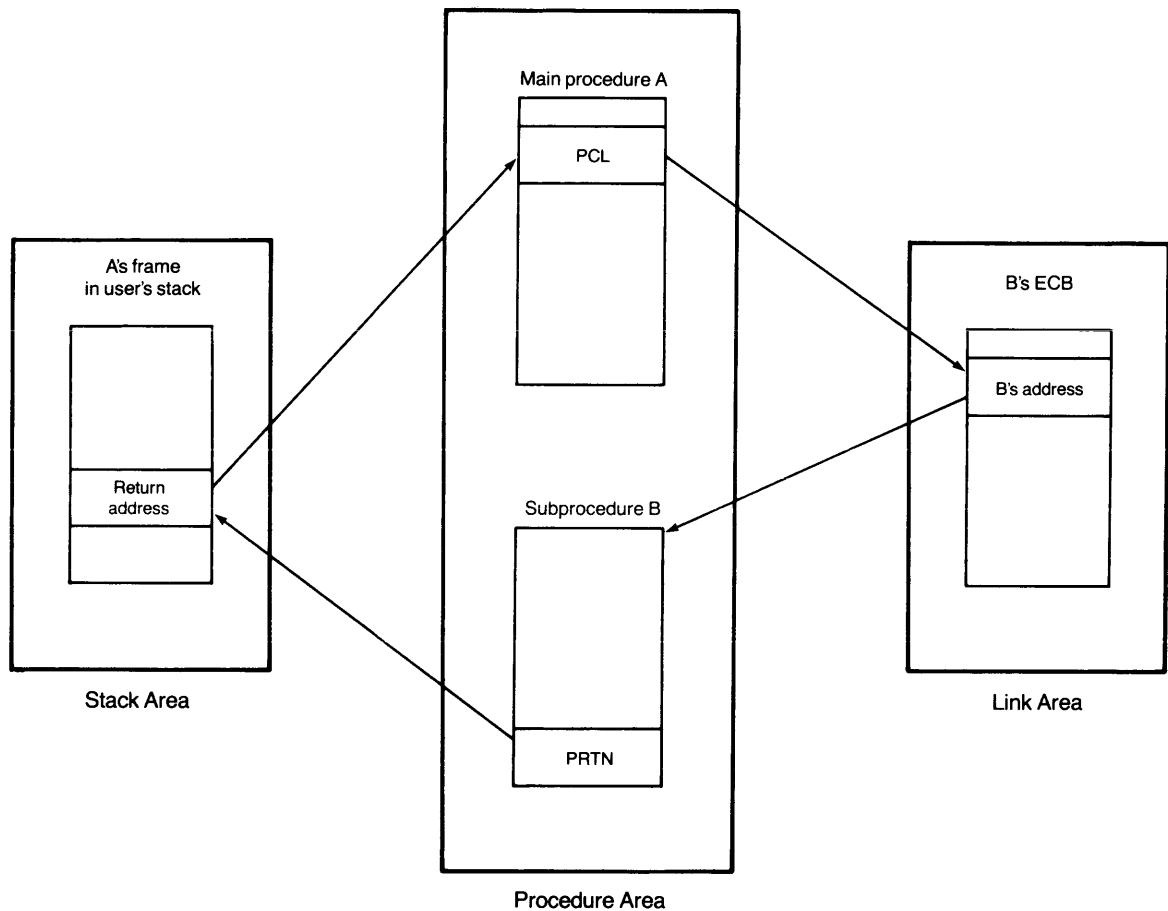 Main procedure A
PCL
A's frame
in user's stack
Return
address
Stack Area
B's ECB
B's address
Link Area
Subprocedure B
PRTN
Procedure Area